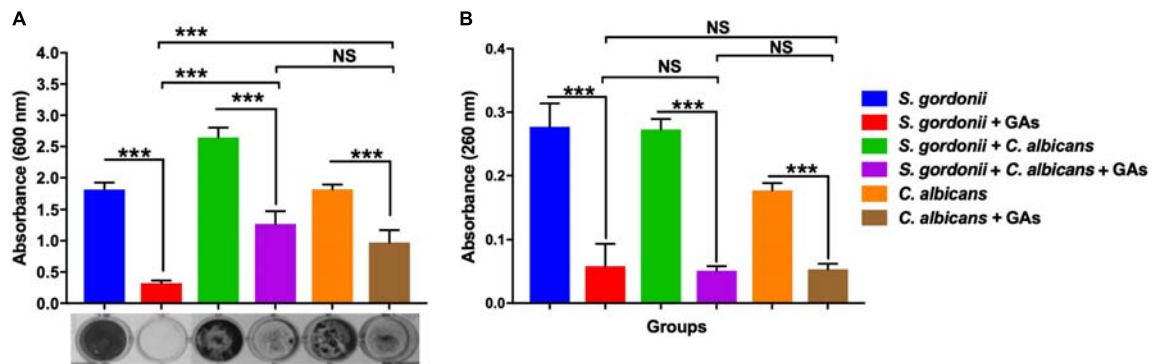 A
Absorbance (600 nm)
4.0
3.5
3.0
2.5
2.0
1.5
1.0
0.5
0.0
***
***
NS
***
***
***
B
Absorbance (260 nm)
0.4
0.3
0.2
0.1
0.0
NS
NS
NS
***
***
***
Groups
S. gordonii
S. gordonii + GAs
S. gordonii + C. albicans
S. gordonii + C. albicans + GAs
C. albicans
C. albicans + GAs